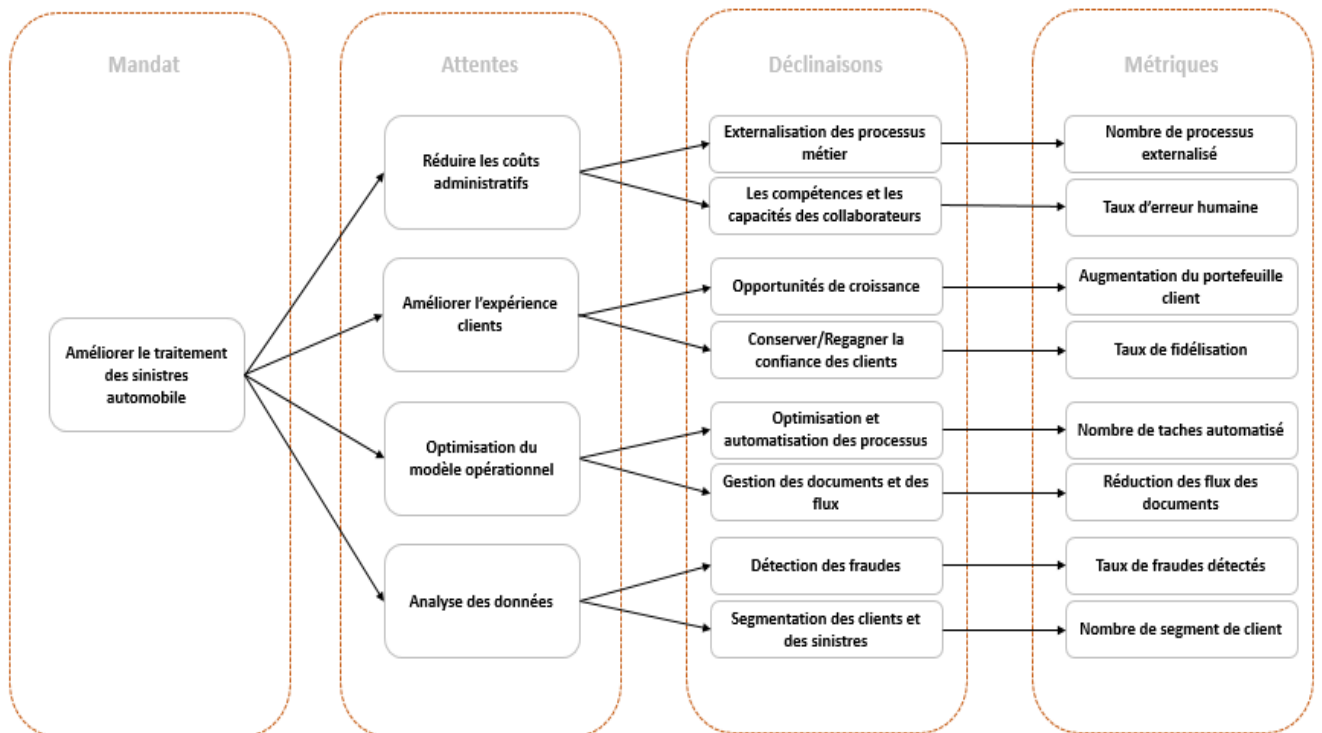 Mandat
Attentes
Déclinaisons
Métriques
Améliorer le traitement
des sinistres
automobile
Réduire les coûts
administratifs
Externalisation des processus
métier
Nombre de processus
externalisé
Les compétences et les
capacités des collaborateurs
Taux d'erreur humaine
Améliorer l'expérience
clients
Opportunités de croissance
Augmentation du portefeuille
client
Conserver/Regagner la
confiance des clients
Taux de fidélisation
Optimisation du
modèle opérationnel
Optimisation et
automatisation des processus
Nombre de taches automatisé
Gestion des documents et des
flux
Réduction des flux des
documents
Analyse des données
Détection des fraudes
Taux de fraudes détectés
Segmentation des clients et
des sinistres
Nombre de segment de client